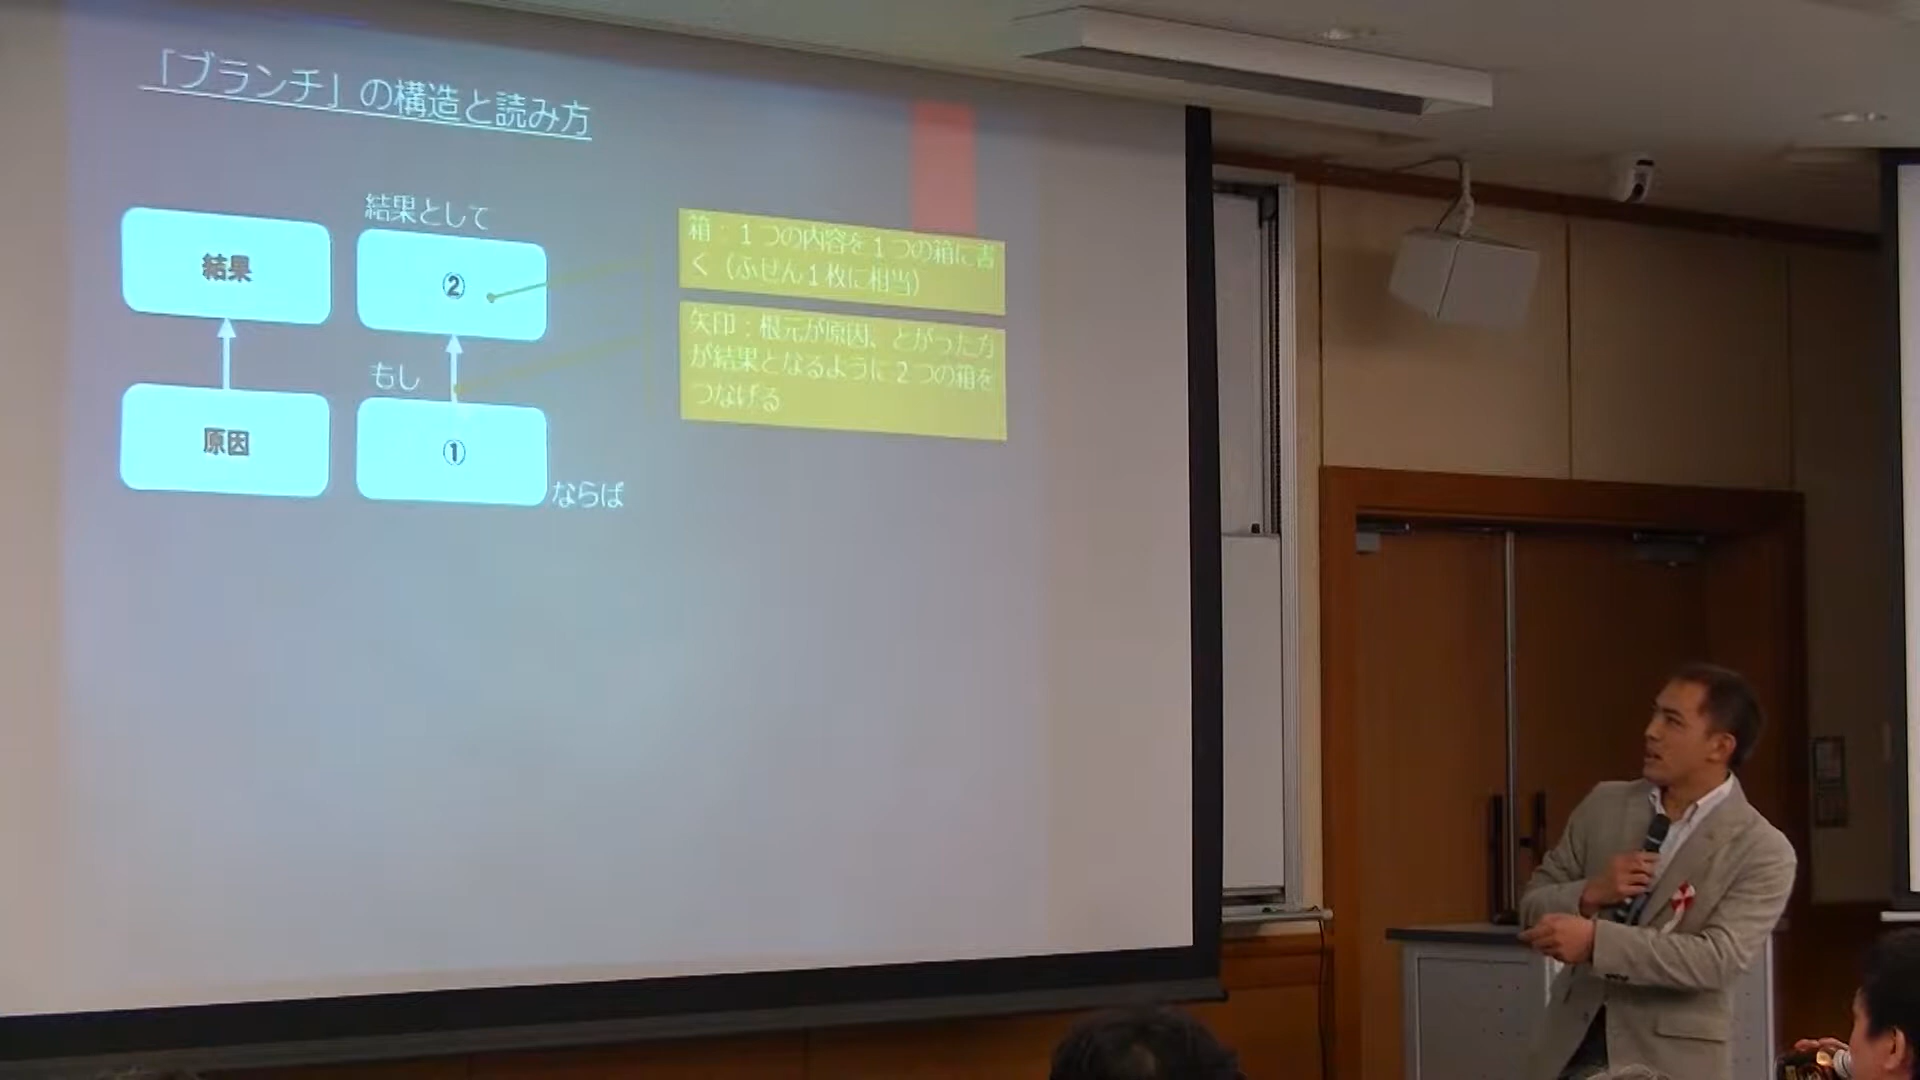 「ブランチ」の構造と読み方
結果
原因
結果として
②
もし
①
ならば
箱：１つの内容を１つの箱に書
く（ふせん１枚に相当）
矢印：根元が原因、とがった方
が結果となるように２つの箱を
つなげる